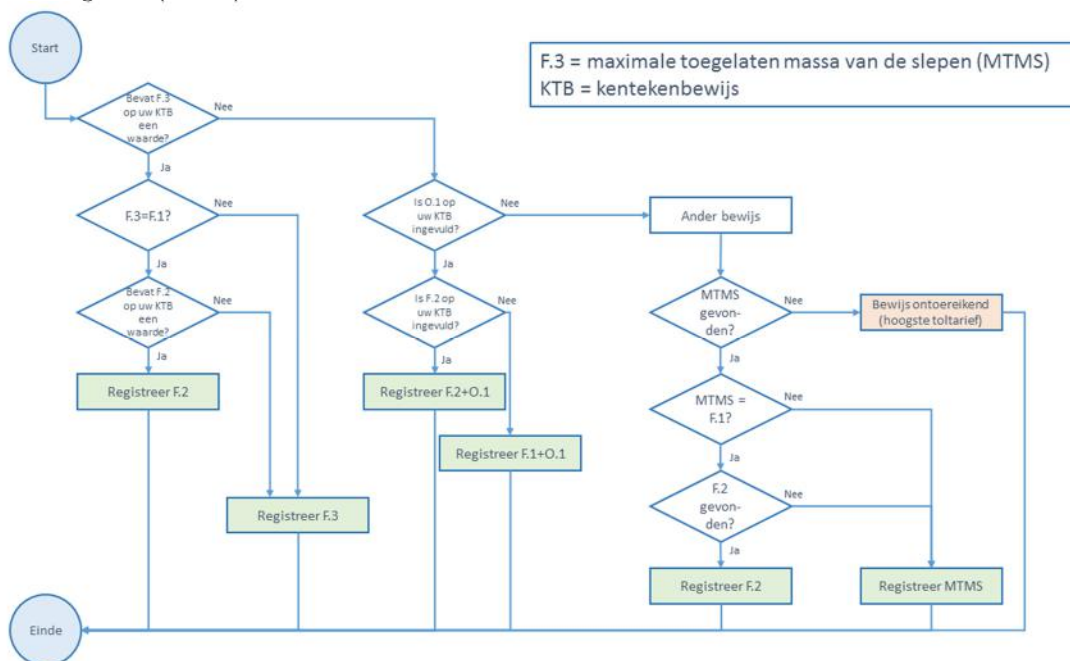 Start
F.3 = maximale toegelaten massa van de slepen (MTMS)
KTB = kentekenbewijs
Bevat F.3
op uw KTB
een
waarde?
Nee
Ja
F.3=F.1?
Nee
Ja
Bevat F.2
op uw KTB
een
waarde?
Nee
Ja
Registreer F.2
Registreer F.3
Is O.1 op
uw KTB
ingevuld?
Nee
Ja
Is F.2 op
uw KTB
ingevuld?
Nee
Ja
Registreer F.2+O.1
Registreer F.1+O.1
Ander bewijs
MTMS
gevon-
den?
Nee
Bewijs ontoereikend
(hoogste toltarief)
Ja
MTMS =
F.1?
Nee
Ja
F.2
gevon-
den?
Nee
Ja
Registreer F.2
Registreer MTMS
Einde